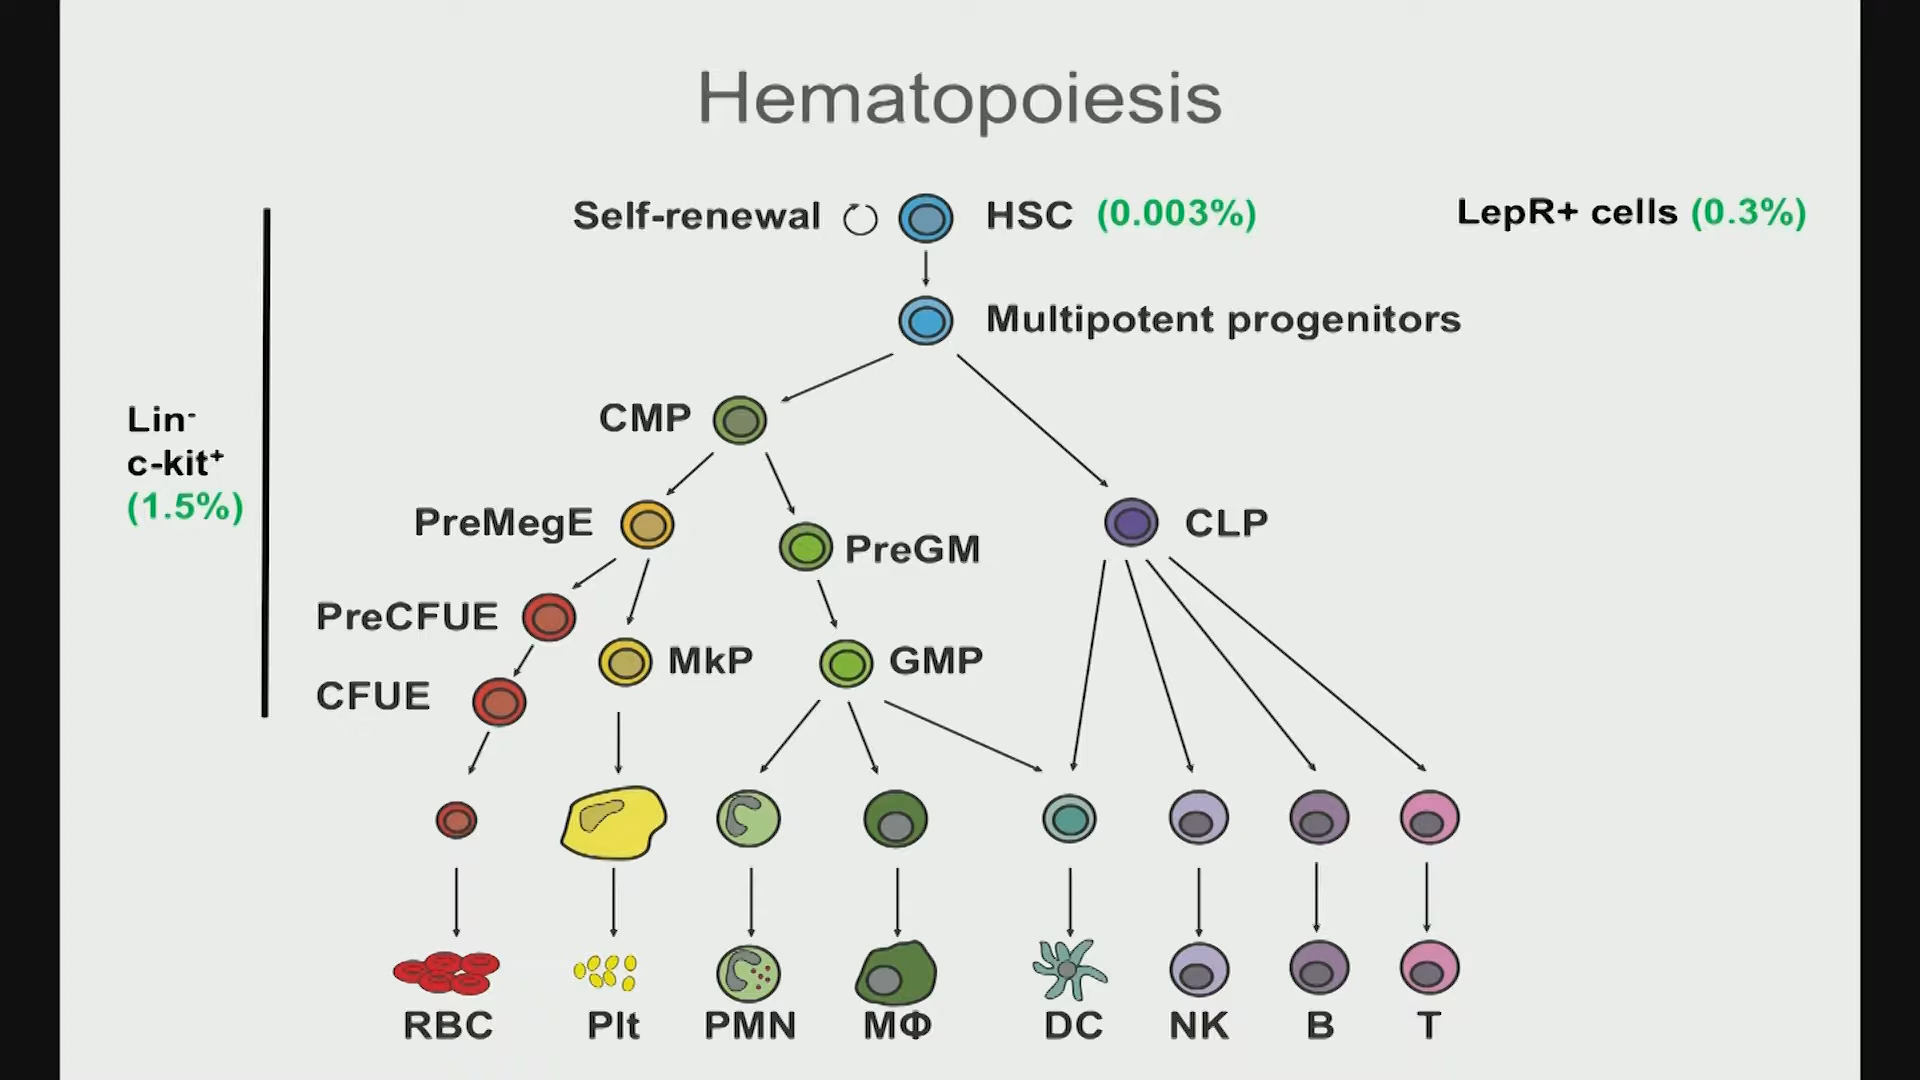 Hematopoiesis
Self-renewal HSC (0.003%) LepR+ cells (0.3%)
Multipotent progenitors
CMP
Lin⁻
c-kit⁺
(1.5%)
PreMegE PreGM CLP
PreCFUE
MkP GMP
CFUE
RBC Plt PMN MΦ DC NK B T